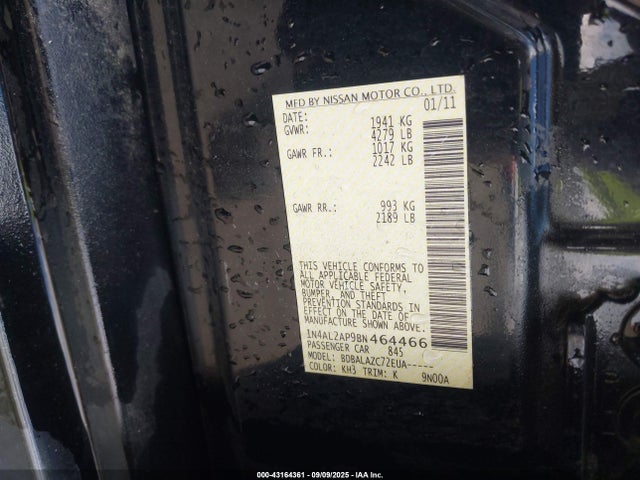 MFD BY NISSAN MOTOR CO., LTD.
DATE: 01/11
GVWR: 1941 KG
4279 LB
GAWR FR.: 1017 KG
2242 LB
GAWR RR.: 993 KG
2189 LB
THIS VEHICLE CONFORMS TO
ALL APPLICABLE FEDERAL
MOTOR VEHICLE SAFETY,
BUMPER, AND THEFT
PREVENTION STANDARDS IN
EFFECT ON THE DATE OF
MANUFACTURE SHOWN ABOVE.
1N4AL2AP9BN464466
PASSENGER CAR 845
MODEL: BDBALAZC72EUA-----
COLOR: KH3 TRIM: K 9N00A
000-43164361 - 09/09/2025 - IAA Inc.